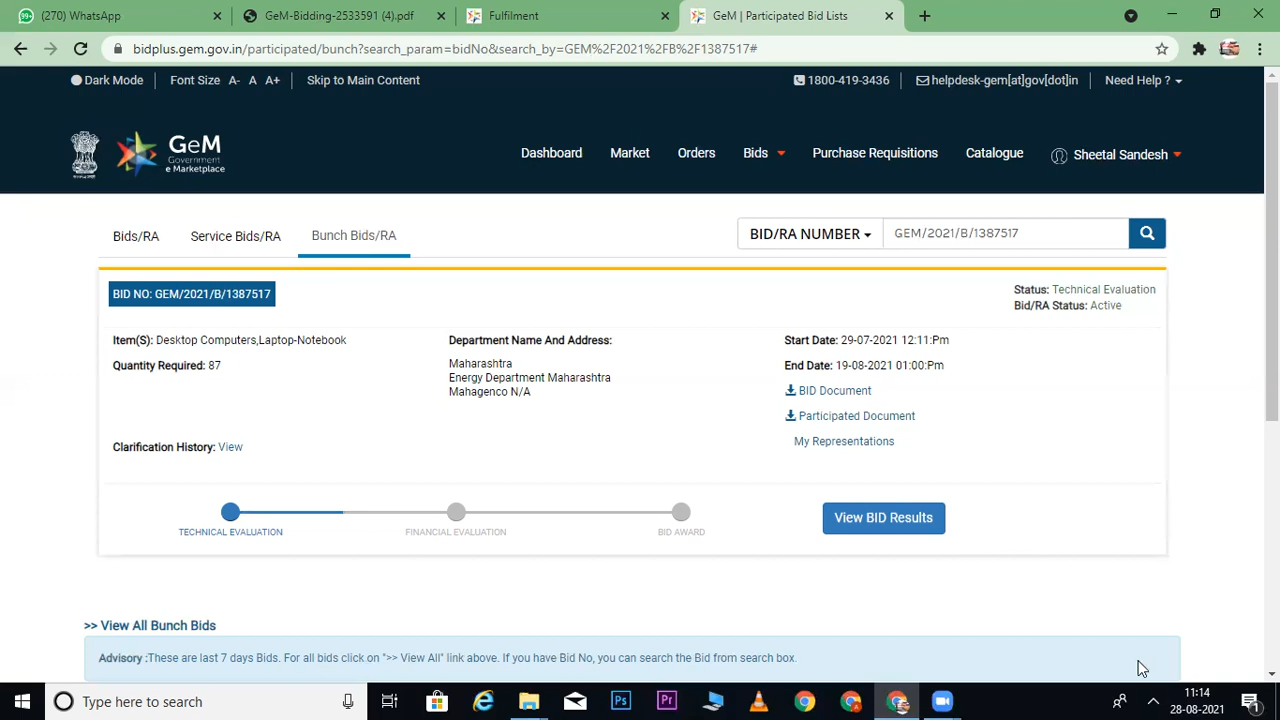 (270) WhatsApp
GeM-Bidding-2533591 (4).pdf
Fulfilment
GeM | Participated Bid Lists
bidplus.gem.gov.in/participated/bunch?search_param=bidNo&search_by=GEM%2F2021%2FB%2F1387517#
Dark Mode Font Size A- A A+ Skip to Main Content
1800-419-3436 helpdesk-gem[at]gov[dot]in Need Help ?
GeM
Government
e Marketplace
Dashboard Market Orders Bids Purchase Requisitions Catalogue Sheetal Sandesh
Bids/RA Service Bids/RA Bunch Bids/RA
BID/RA NUMBER GEM/2021/B/1387517
BID NO: GEM/2021/B/1387517
Status: Technical Evaluation
Bid/RA Status: Active
Item(S): Desktop Computers,Laptop-Notebook
Quantity Required: 87
Department Name And Address:
Maharashtra
Energy Department Maharashtra
Mahagenco N/A
Start Date: 29-07-2021 12:11:Pm
End Date: 19-08-2021 01:00:Pm
BID Document
Participated Document
My Representations
Clarification History: View
TECHNICAL EVALUATION FINANCIAL EVALUATION BID AWARD
View BID Results
>> View All Bunch Bids
Advisory :These are last 7 days Bids. For all bids click on ">> View All" link above. If you have Bid No, you can search the Bid from search box.
Type here to search
Ps
Pr
11:14
28-08-2021
1